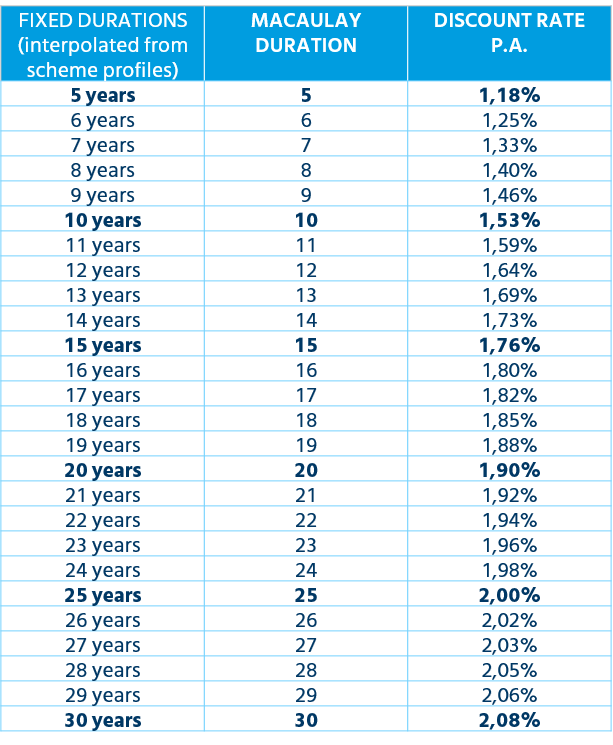 FIXED DURATIONS MACAULAY DISCOUNT RATE
(interpolated from DURATION P.A.
scheme profiles)
5 years 5 1,18%
6 years 6 1,25%
7 years 7 1,33%
8 years 8 1,40%
9 years 9 1,46%
10 years 10 1,53%
11 years 11 1,59%
12 years 12 1,64%
13 years 13 1,69%
14 years 14 1,73%
15 years 15 1,76%
16 years 16 1,80%
17 years 17 1,82%
18 years 18 1,85%
19 years 19 1,88%
20 years 20 1,90%
21 years 21 1,92%
22 years 22 1,94%
23 years 23 1,96%
24 years 24 1,98%
25 years 25 2,00%
26 years 26 2,02%
27 years 27 2,03%
28 years 28 2,05%
29 years 29 2,06%
30 years 30 2,08%